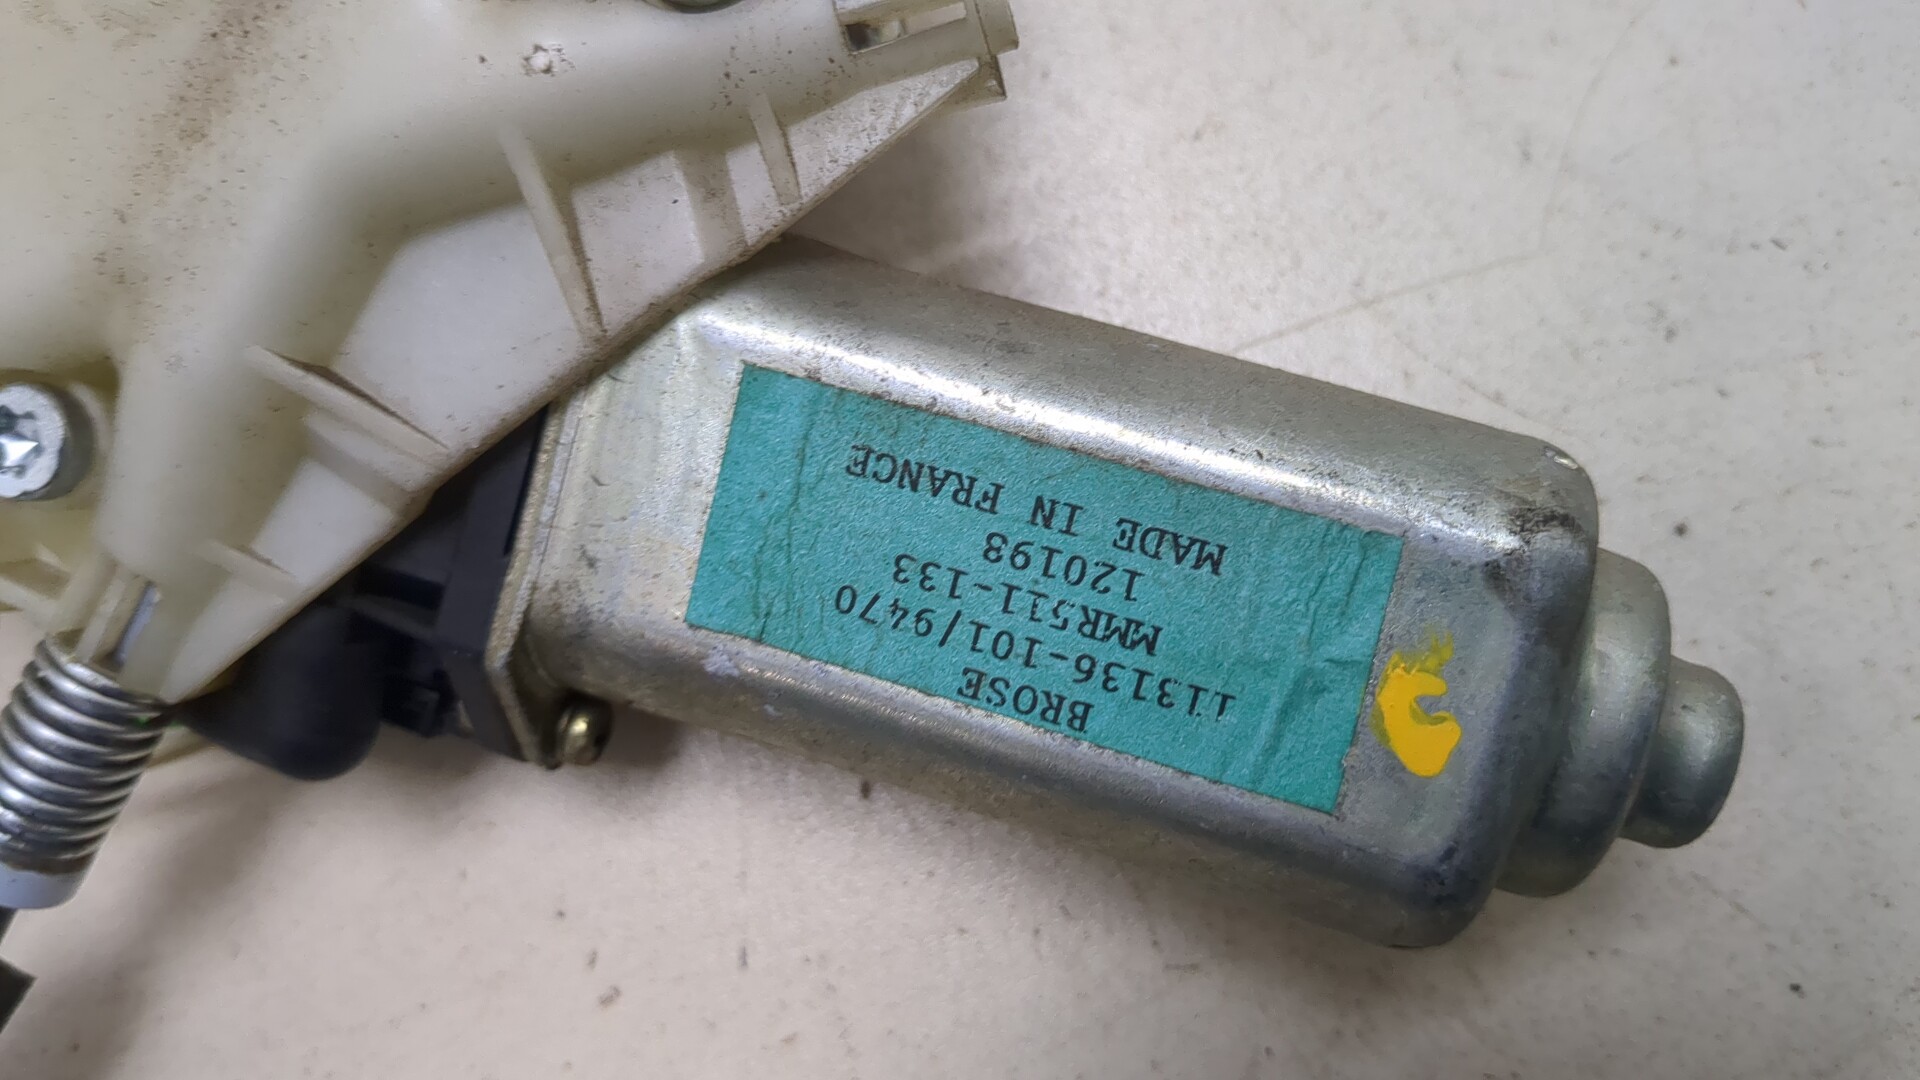 BROSE
113136-101/9470
MMR511-133
120198
MADE IN FRANCE